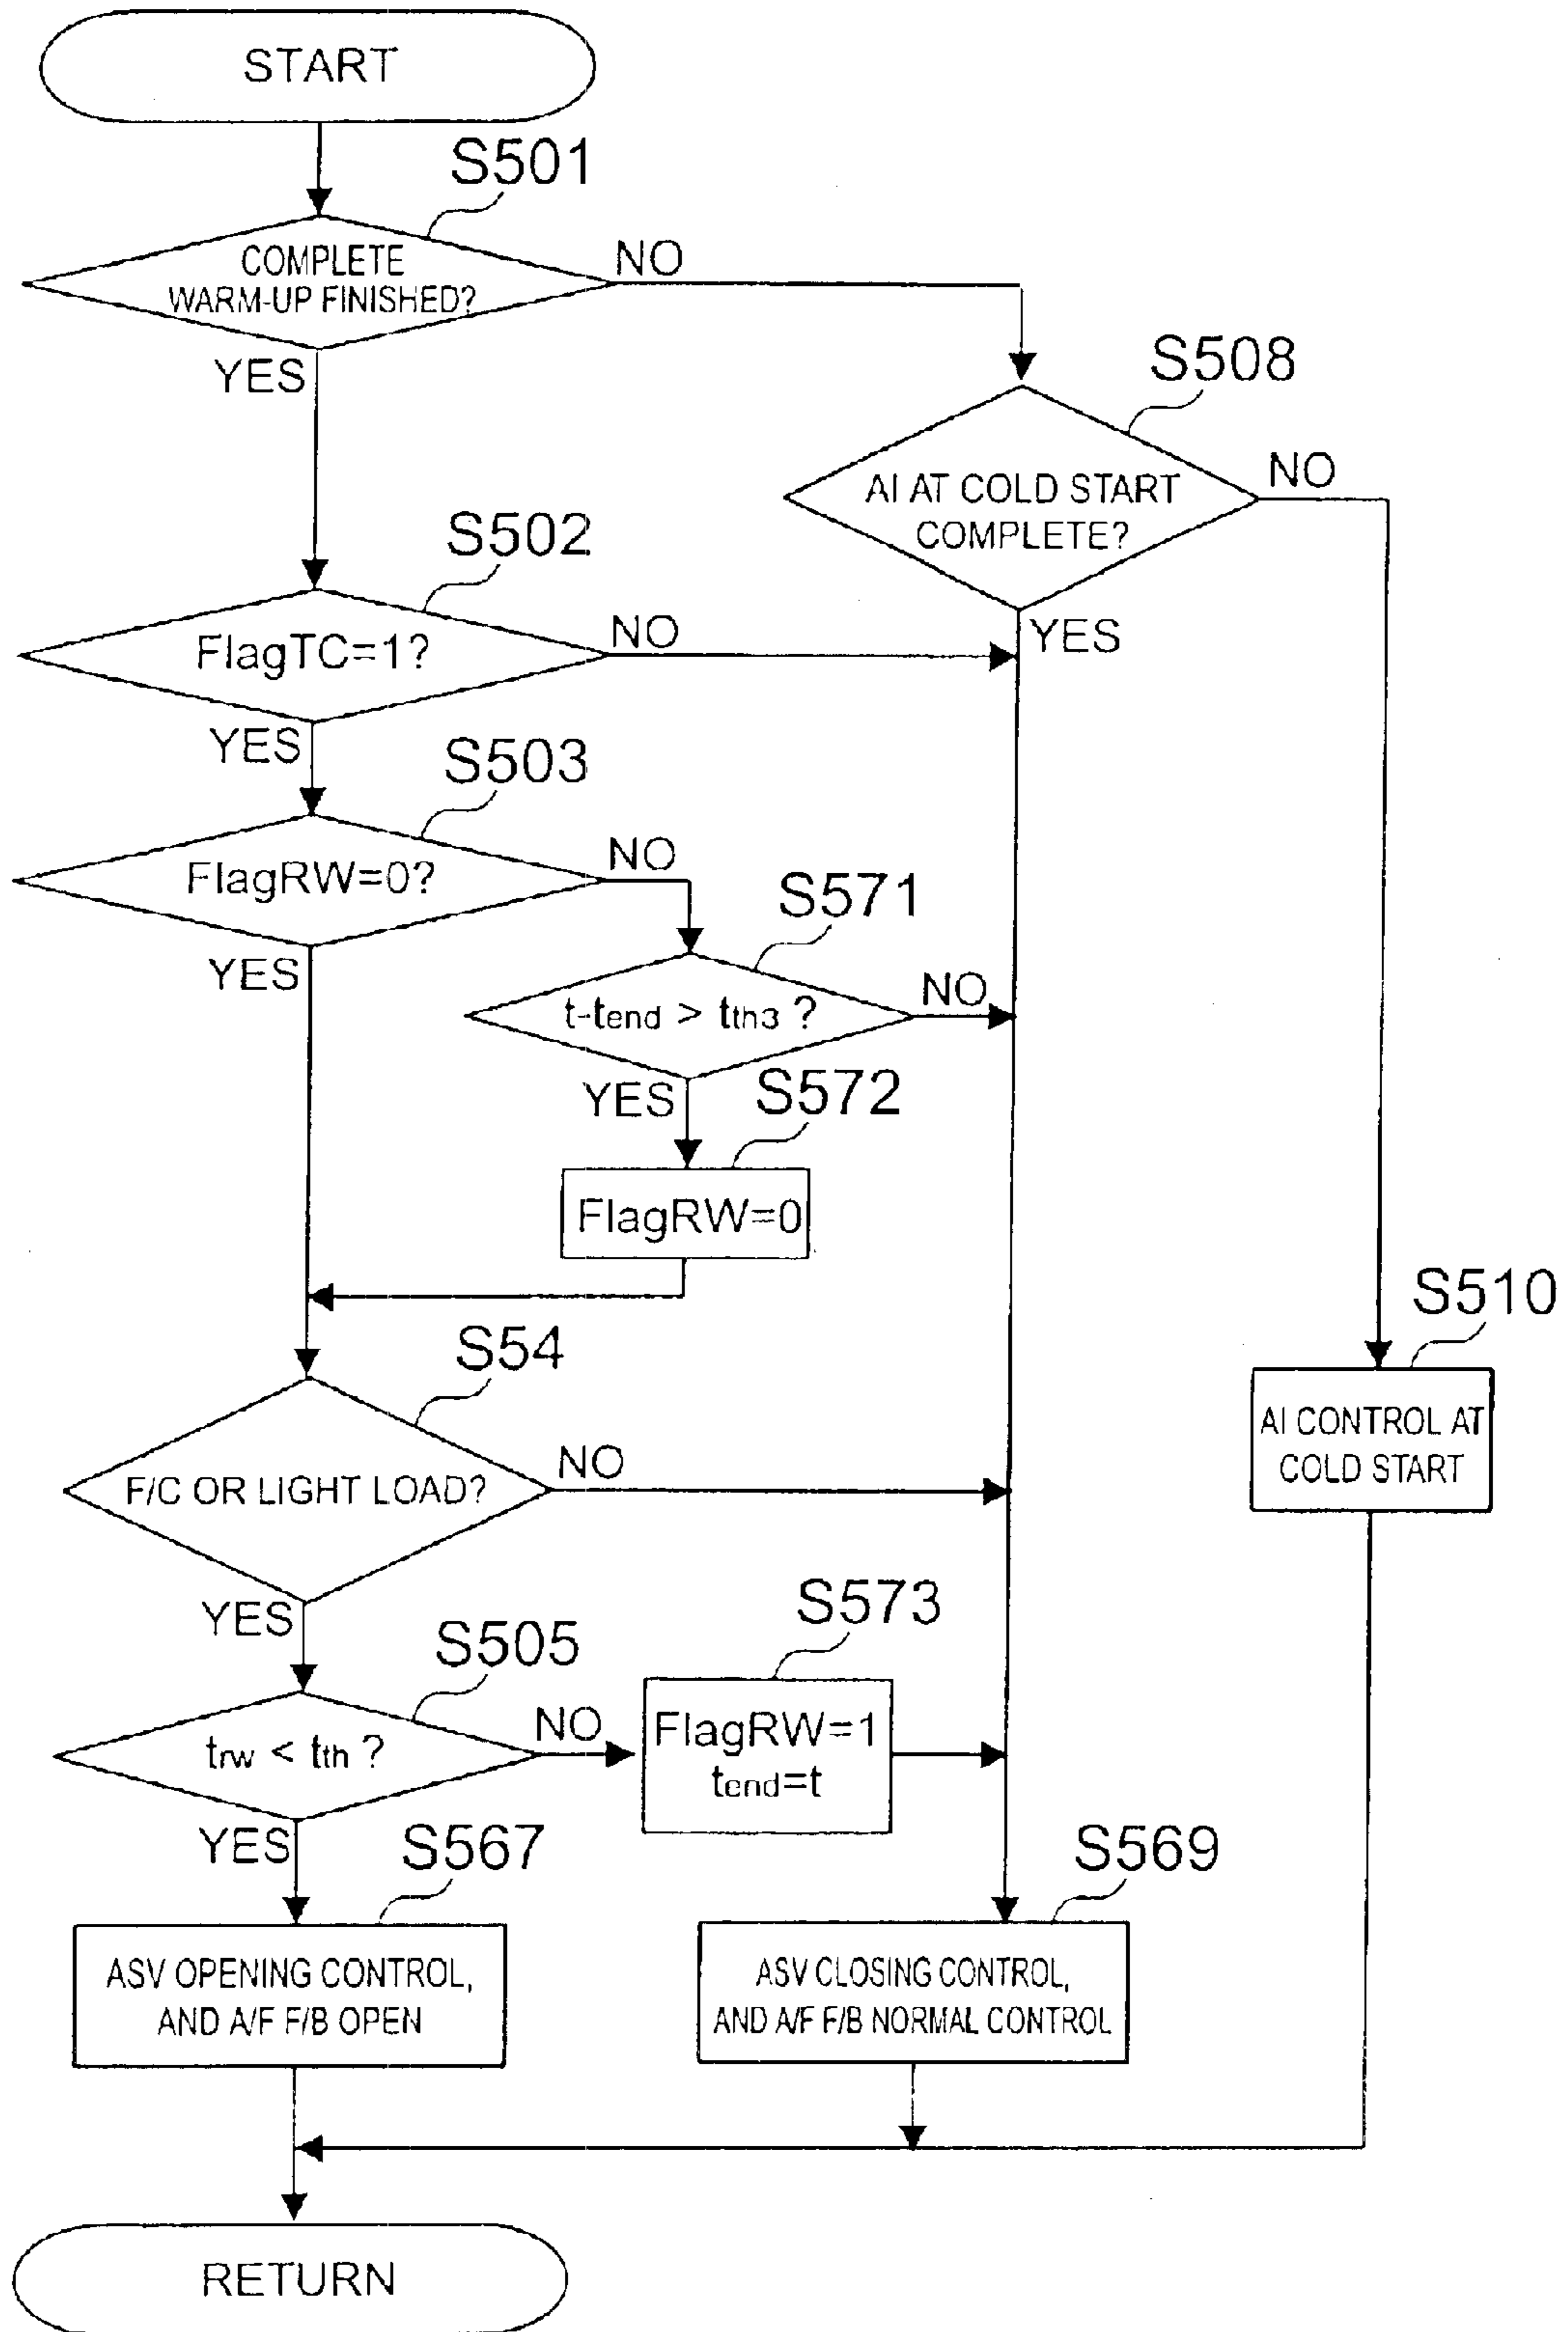 START
S501
COMPLETE
WARM-UP FINISHED?
NO
YES
S508
AI AT COLD START
COMPLETE?
NO
YES
S502
FlagTC=1?
NO
YES
S503
FlagRW=0?
NO
YES
S571
t-tend > tth3 ?
NO
YES
S572
FlagRW=0
S510
AI CONTROL AT
COLD START
S54
F/C OR LIGHT LOAD?
NO
YES
S505
trw < tth ?
NO
S573
FlagRW=1
tend=t
YES
S567
ASV OPENING CONTROL,
AND A/F F/B OPEN
S569
ASV CLOSING CONTROL,
AND A/F F/B NORMAL CONTROL
RETURN